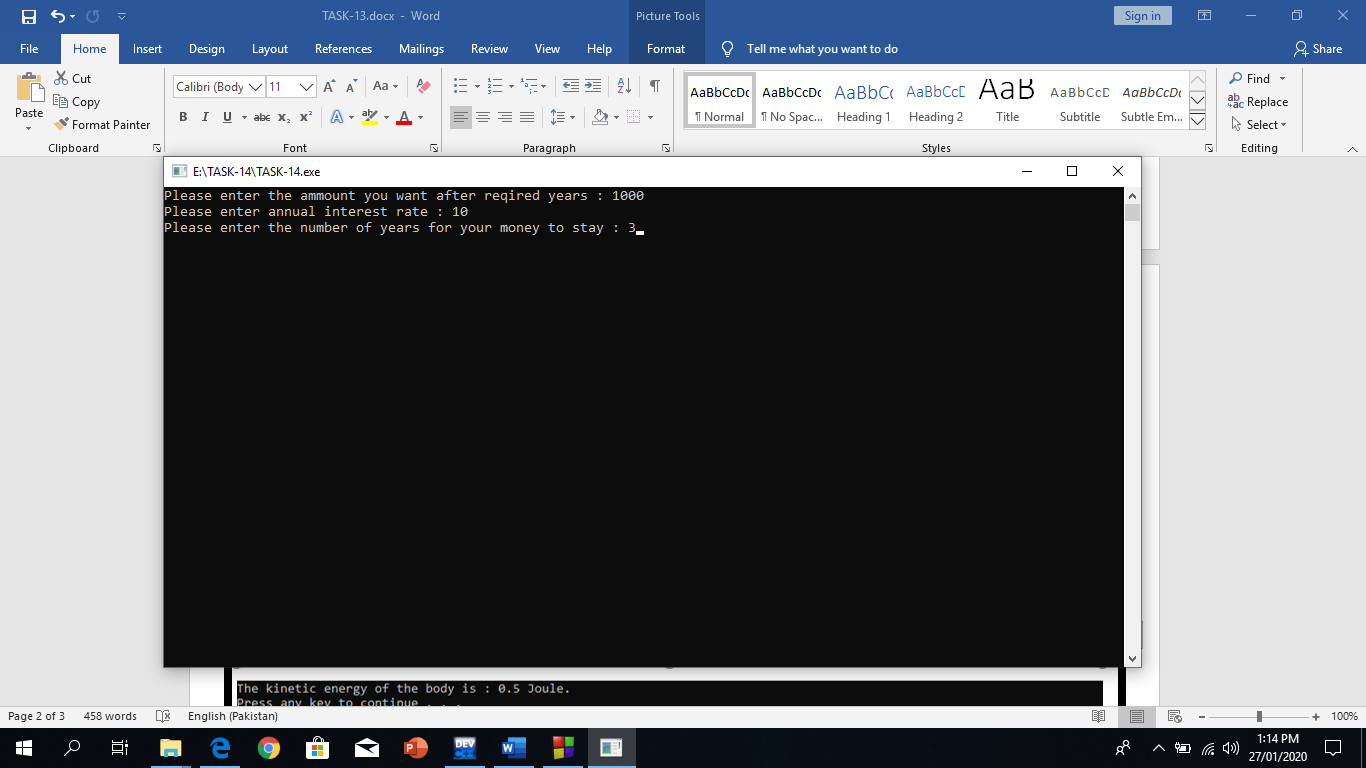 TASK-13.docx - Word
Picture Tools
Sign in
File Home Insert Design Layout References Mailings Review View Help Format Tell me what you want to do Share
Paste
Cut
Copy
Format Painter
Clipboard
Calibri (Body 11
Font
Paragraph
AaBbCcDc AaBbCcDc AaBbCc AaBbCcD AaB AaBbCcD AaBbCcDc
¶ Normal ¶ No Spac... Heading 1 Heading 2 Title Subtitle Subtle Em...
Styles
Find
Replace
Select
Editing
E:\TASK-14\TASK-14.exe
Please enter the ammount you want after reqired years : 1000
Please enter annual interest rate : 10
Please enter the number of years for your money to stay : 3
The kinetic energy of the body is : 0.5 Joule.
Press any key to continue . . .
Page 2 of 3 458 words English (Pakistan) 100%
1:14 PM
27/01/2020